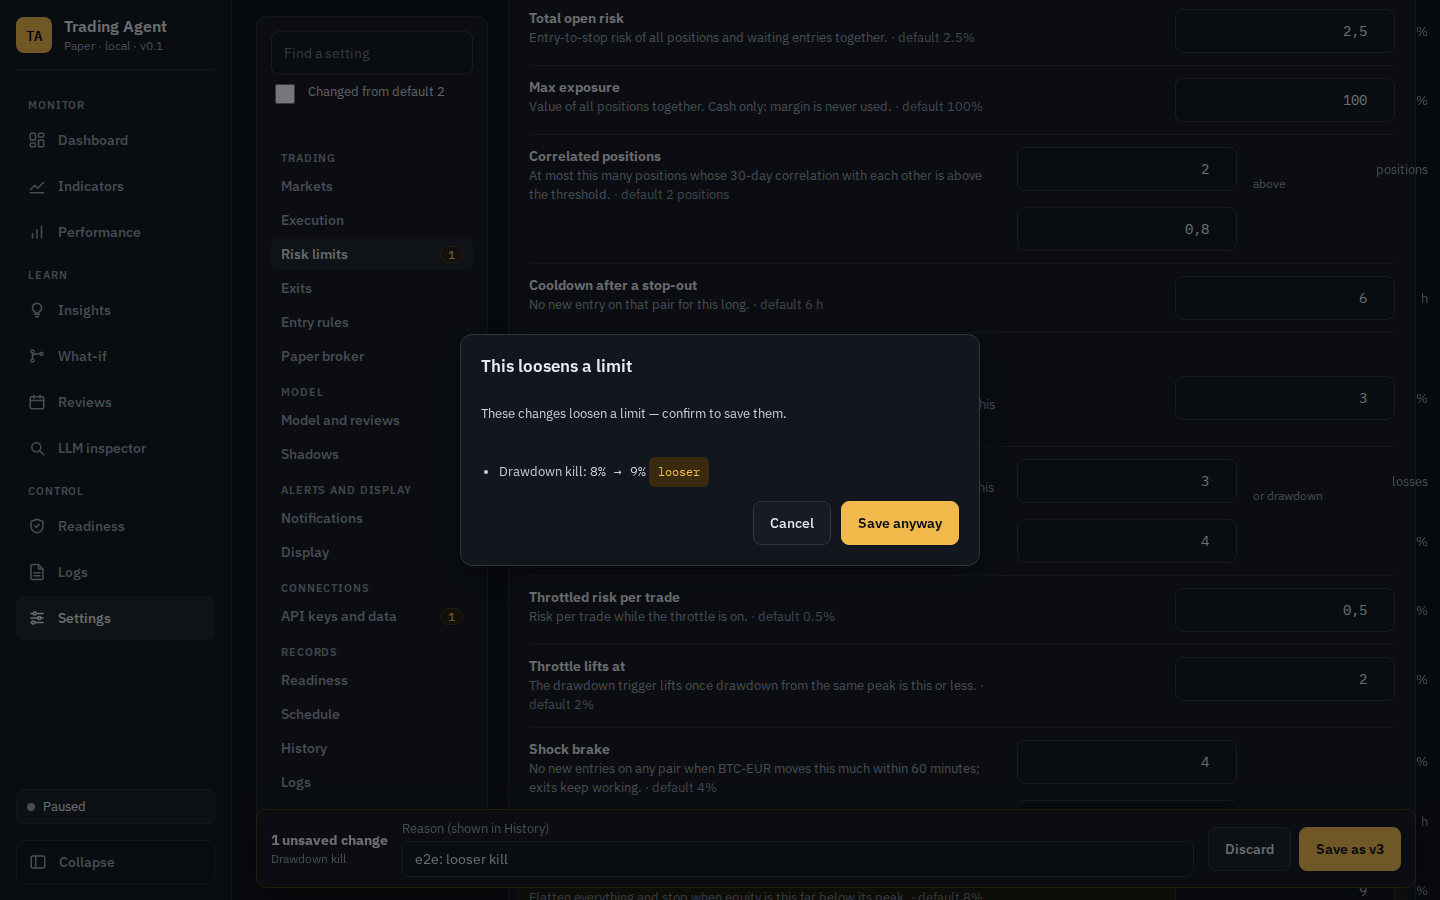 TA
Trading Agent
Paper · local · v0.1
MONITOR
Dashboard
Indicators
Performance
LEARN
Insights
What-if
Reviews
LLM inspector
CONTROL
Readiness
Logs
Settings
Paused
Collapse
Find a setting
Changed from default 2
TRADING
Markets
Execution
Risk limits 1
Exits
Entry rules
Paper broker
MODEL
Model and reviews
Shadows
ALERTS AND DISPLAY
Notifications
Display
CONNECTIONS
API keys and data 1
RECORDS
Readiness
Schedule
History
Logs
Total open risk
Entry-to-stop risk of all positions and waiting entries together. · default 2.5%
2,5 %
Max exposure
Value of all positions together. Cash only: margin is never used. · default 100%
100 %
Correlated positions
At most this many positions whose 30-day correlation with each other is above
the threshold. · default 2 positions
2 positions
above
0,8
Cooldown after a stop-out
No new entry on that pair for this long. · default 6 h
6 h
his
3 %
his
3 losses
or drawdown
4 %
This loosens a limit
These changes loosen a limit — confirm to save them.
• Drawdown kill: 8% → 9% looser
Cancel
Save anyway
Throttled risk per trade
Risk per trade while the throttle is on. · default 0.5%
0,5 %
Throttle lifts at
The drawdown trigger lifts once drawdown from the same peak is this or less. ·
default 2%
2 %
Shock brake
No new entries on any pair when BTC-EUR moves this much within 60 minutes;
exits keep working. · default 4%
4 %
h
1 unsaved change
Drawdown kill
Reason (shown in History)
e2e: looser kill
Discard
Save as v3
Flatten everything and stop when equity is this far below its peak. · default 8%
9 %